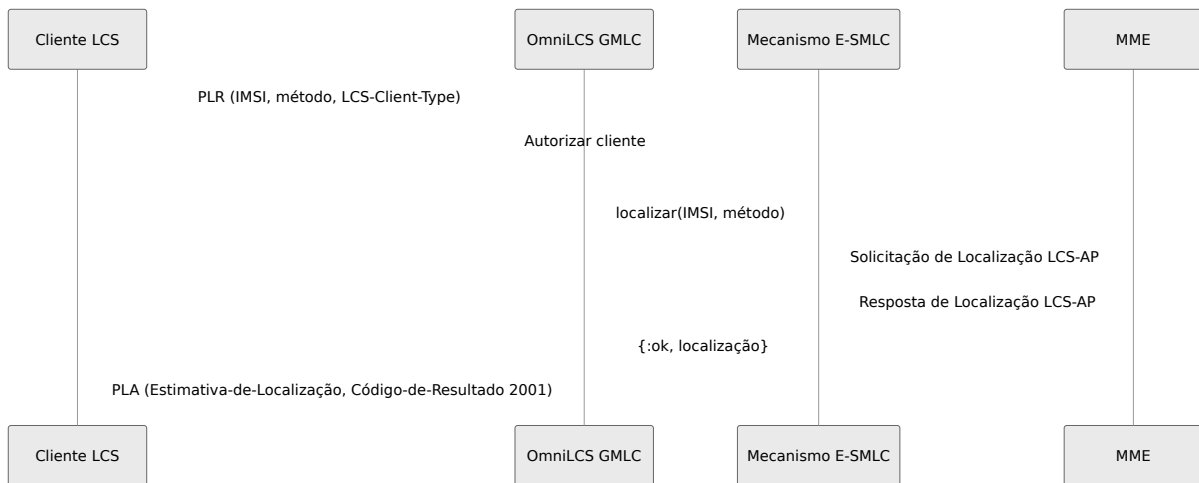 Cliente LCS
OmniLCS GMLC
Mecanismo E-SMLC
MME
PLR (IMSI, método, LCS-Client-Type)
Autorizar cliente
localizar(IMSI, método)
Solicitação de Localização LCS-AP
Resposta de Localização LCS-AP
{:ok, localização}
PLA (Estimativa-de-Localização, Código-de-Resultado 2001)
Cliente LCS
OmniLCS GMLC
Mecanismo E-SMLC
MME